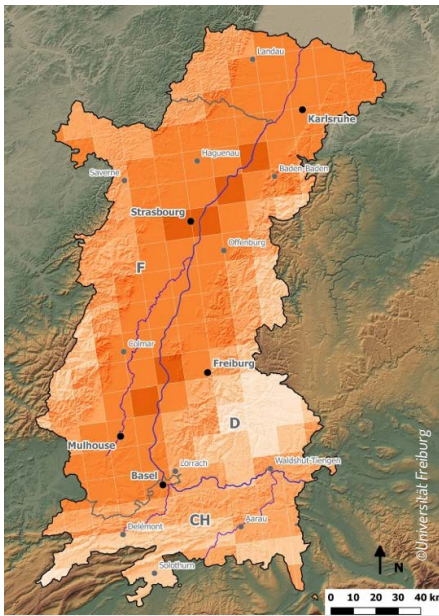 Landau
Karlsruhe
Haguenau
Saverne
Baden-Baden
Strasbourg
Offenburg
F
Colmar
Freiburg
D
Mulhouse
Lörrach
Waldshut-Tiengen
Basel
CH
Delémont
Aarau
Solothurn
N
0 10 20 30 40 km
©Universität Freiburg